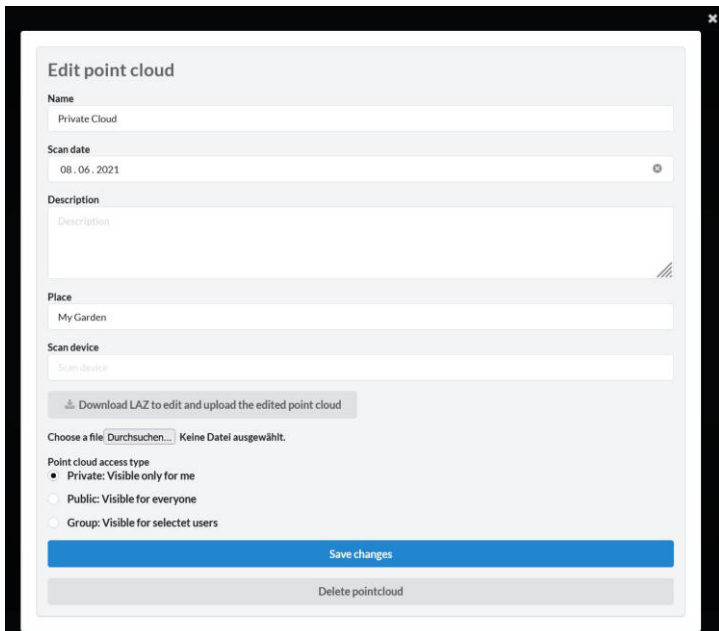 Edit point cloud
Name
Private Cloud
Scan date
08 . 06 . 2021
Description
Description
Place
My Garden
Scan device
Scan device
Download LAZ to edit and upload the edited point cloud
Choose a file Durchsuchen... Keine Datei ausgewählt.
Point cloud access type
Private: Visible only for me
Public: Visible for everyone
Group: Visible for selectet users
Save changes
Delete pointcloud